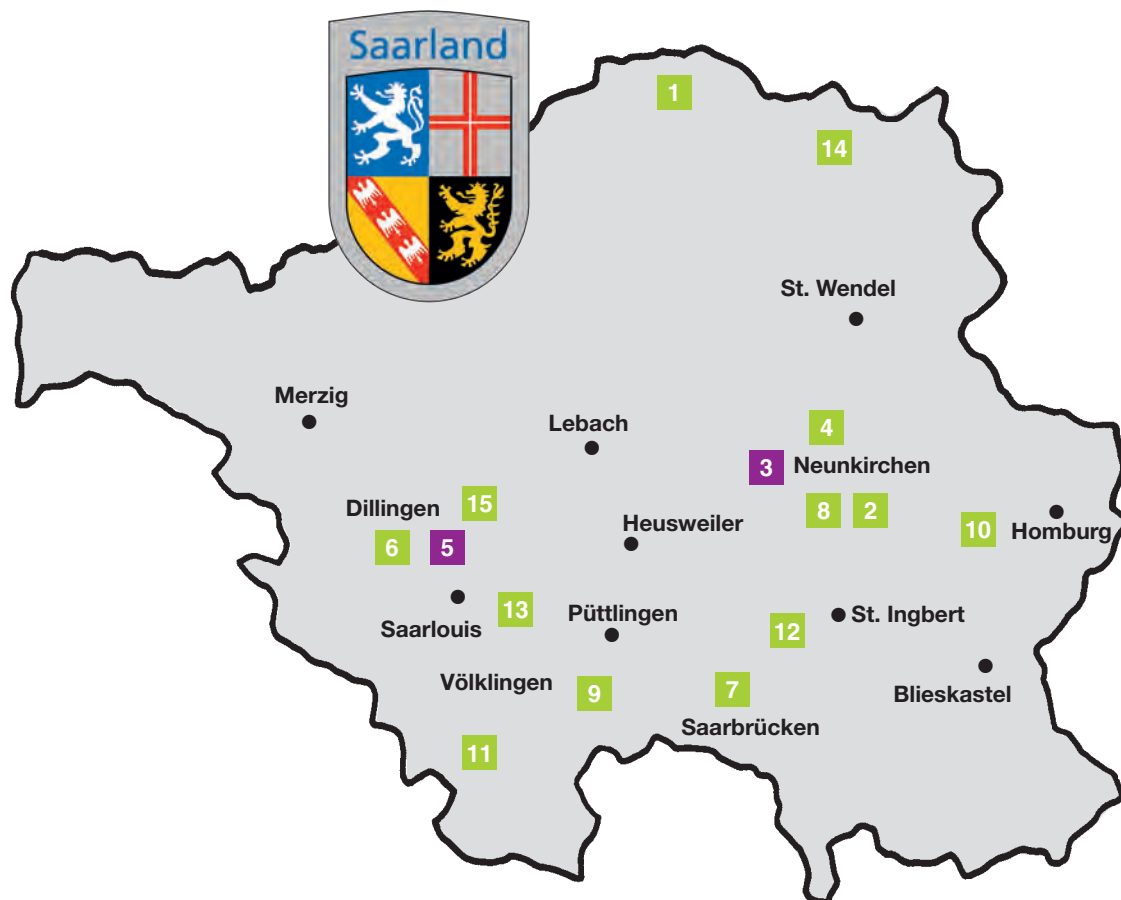 Saarland
1
14
St. Wendel
Merzig
4
Lebach
3 Neunkirchen
15
Dillingen
8 2
Heusweiler
10
Homburg
6 5
13
Püttlingen
St. Ingbert
Saarlouis
12
Völklingen
9
7
Blieskastel
Saarbrücken
11